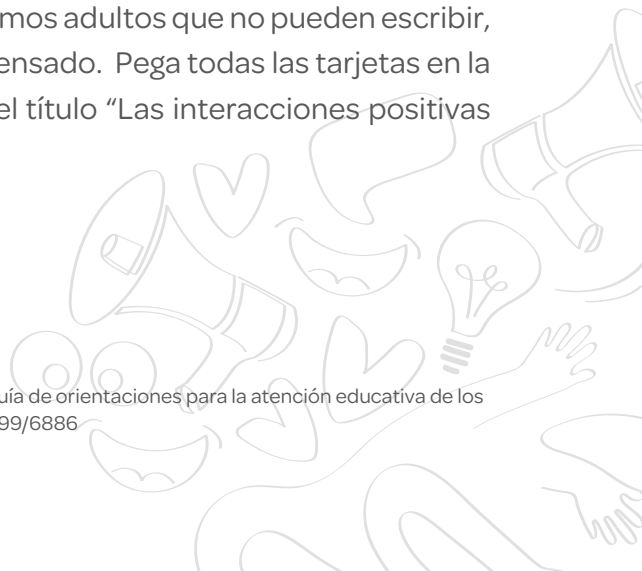 mos adultos que no pueden escribir,
ensado. Pega todas las tarjetas en la
el título “Las interacciones positivas
uía de orientaciones para la atención educativa de los
99/6886